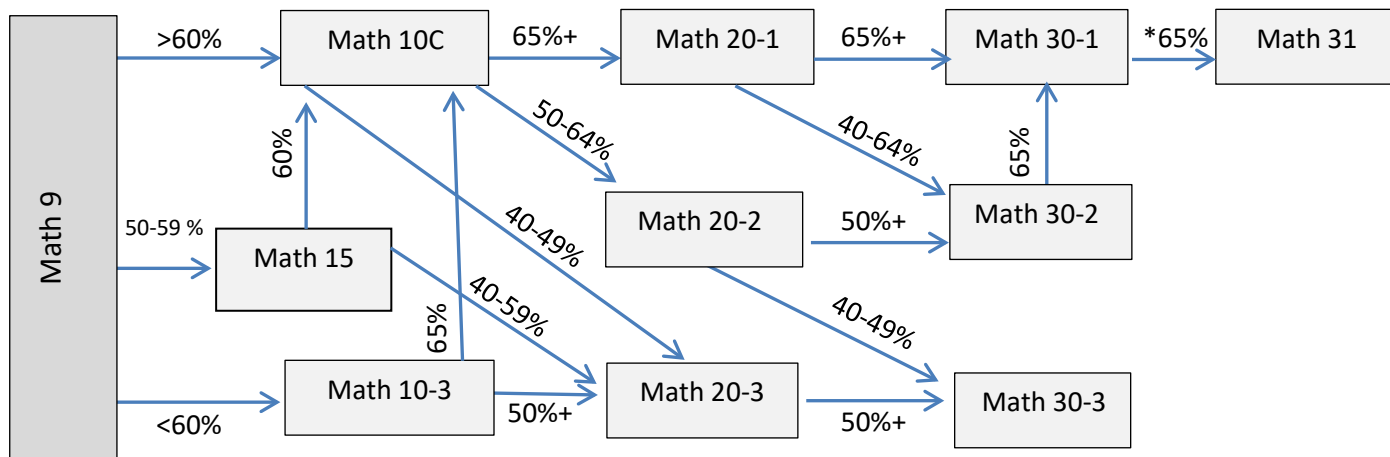 Math 9
>60%
Math 10C
65%+
Math 20-1
65%+
Math 30-1
*65%
Math 31
60%
50-64%
40-64%
65%
50-59 %
Math 15
40-49%
Math 20-2
50%+
Math 30-2
40-59%
65%
40-49%
<60%
Math 10-3
50%+
Math 20-3
50%+
Math 30-3